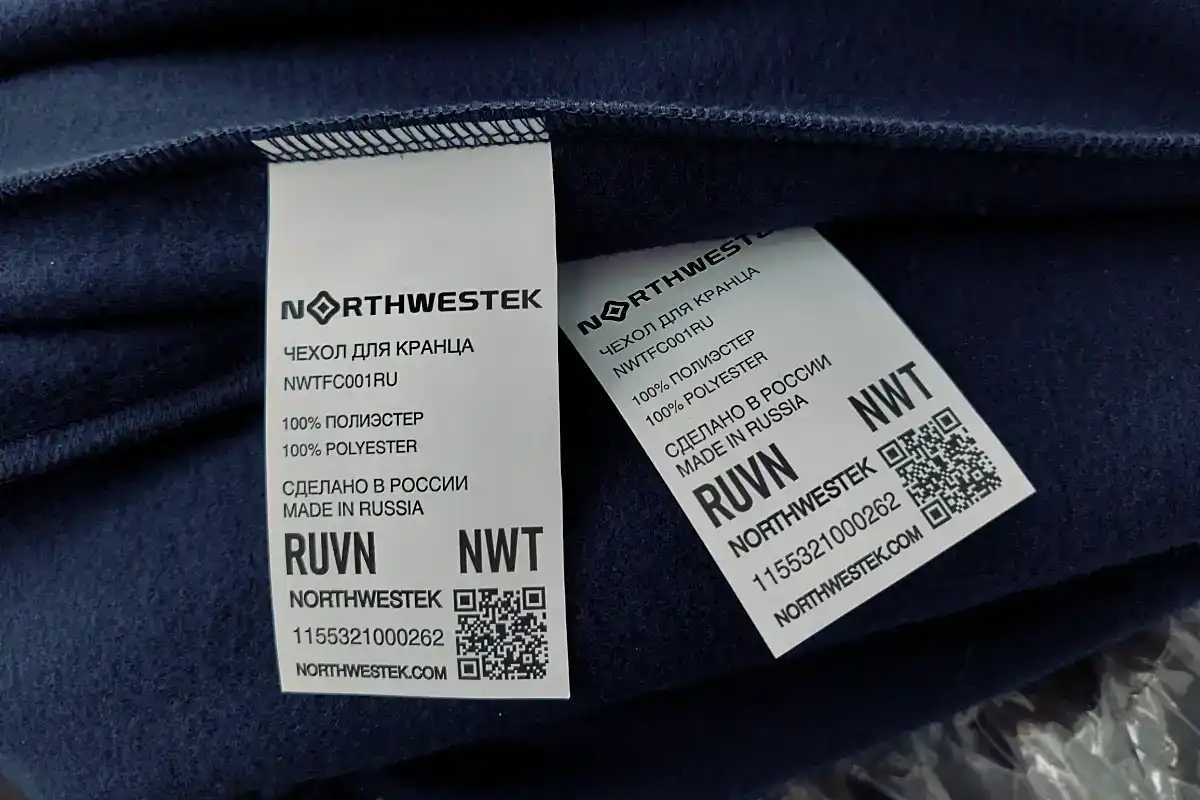 NORTHWESTEK
ЧЕХОЛ ДЛЯ КРАНЦА
NWTFC001RU
100% ПОЛИЭСТЕР
100% POLYESTER
СДЕЛАНО В РОССИИ
MADE IN RUSSIA
RUVN NWT
NORTHWESTEK
1155321000262
NORTHWESTEK.COM
NORTHWESTE
ЧЕХОЛ ДЛЯ КРАНЦА
NWTFC001RU
100% ПОЛИЭСТЕР
100% POLYESTER
СДЕЛАНО В РОССИИ
MADE IN RUSSIA
RUVN NWT
NORTHWESTEK
1155321000262
NORTHWESTEK.COM